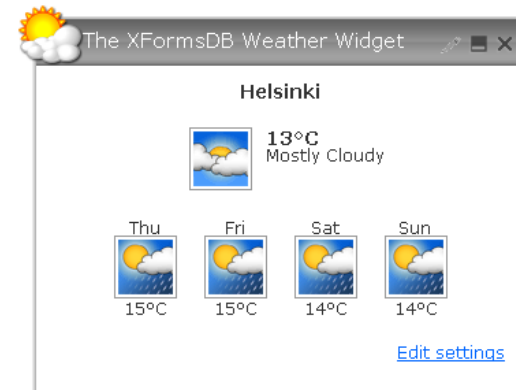 The XFormsDB Weather Widget
Helsinki
13°C
Mostly Cloudy
Thu Fri Sat Sun
15°C 15°C 14°C 14°C
Edit settings